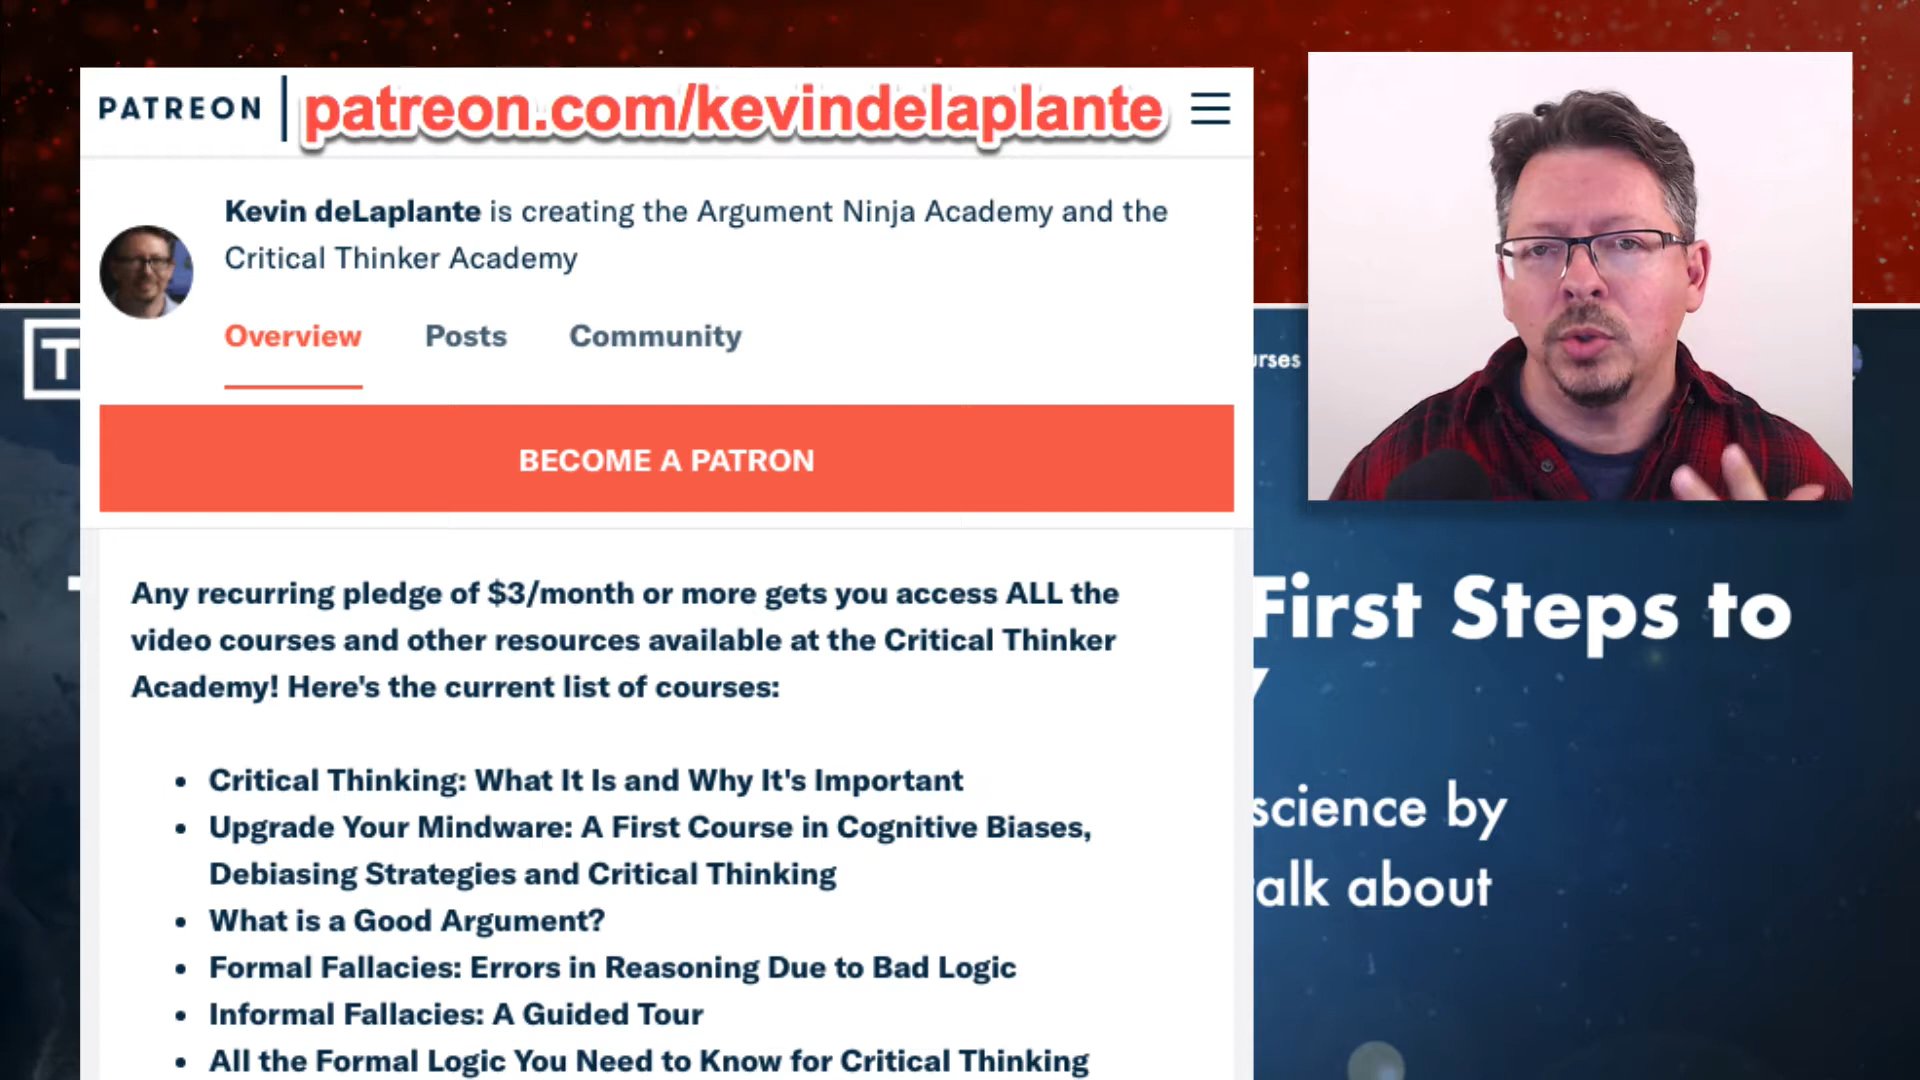 PATREON
patreon.com/kevindelaplante
Kevin deLaplante is creating the Argument Ninja Academy and the
Critical Thinker Academy
Overview Posts Community
BECOME A PATRON
Any recurring pledge of $3/month or more gets you access ALL the
video courses and other resources available at the Critical Thinker
Academy! Here's the current list of courses:
• Critical Thinking: What It Is and Why It's Important
• Upgrade Your Mindware: A First Course in Cognitive Biases,
Debiasing Strategies and Critical Thinking
• What is a Good Argument?
• Formal Fallacies: Errors in Reasoning Due to Bad Logic
• Informal Fallacies: A Guided Tour
• All the Formal Logic You Need to Know for Critical Thinking
First Steps to
science by
about